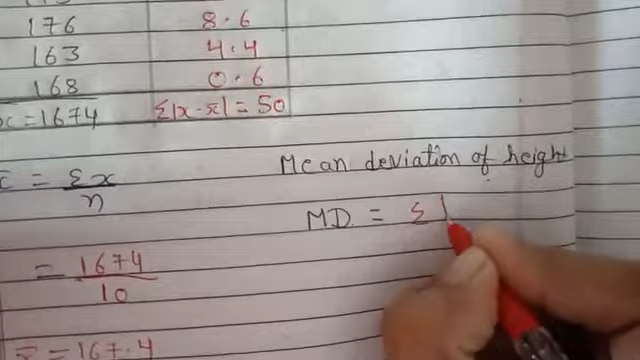 176 8.6
163 4.4
168 0.6
x = 1674 Σ|x-x̄| = 50
x̄ = Σx
n
Mean deviation of height
MD = Σ|
= 1674
10
x̄ = 167.4